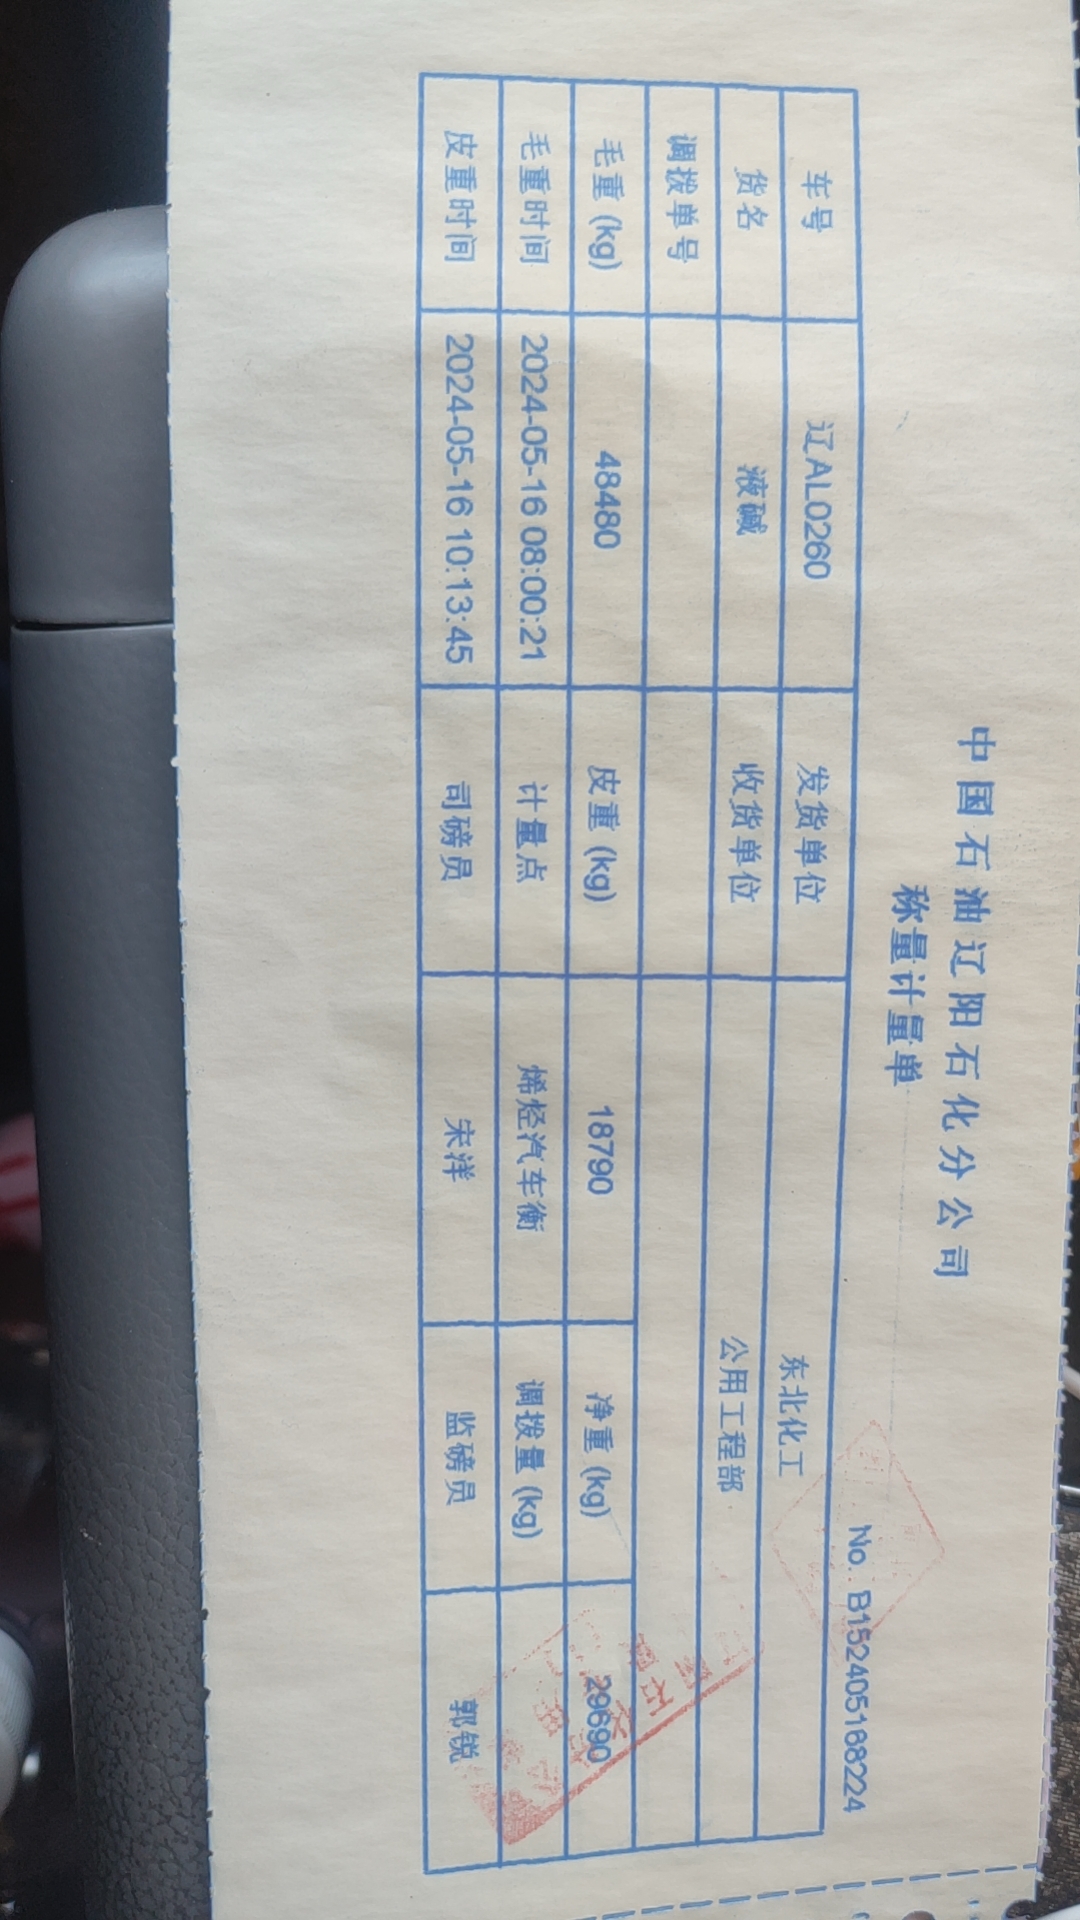 中国石油辽阳石化分公司
称量计量单
No. B152405168224
车号 辽AL0260 发货单位 东北化工
货名 液碱 收货单位 公用工程部
调拨单号
毛重 (kg) 48480 皮重 (kg) 18790 净重 (kg) 29690
毛重时间 2024-05-16 08:00:21 计量点 烯烃汽车衡 调拨量 (kg)
皮重时间 2024-05-16 10:13:45 司磅员 宋洋 监磅员 郭锐